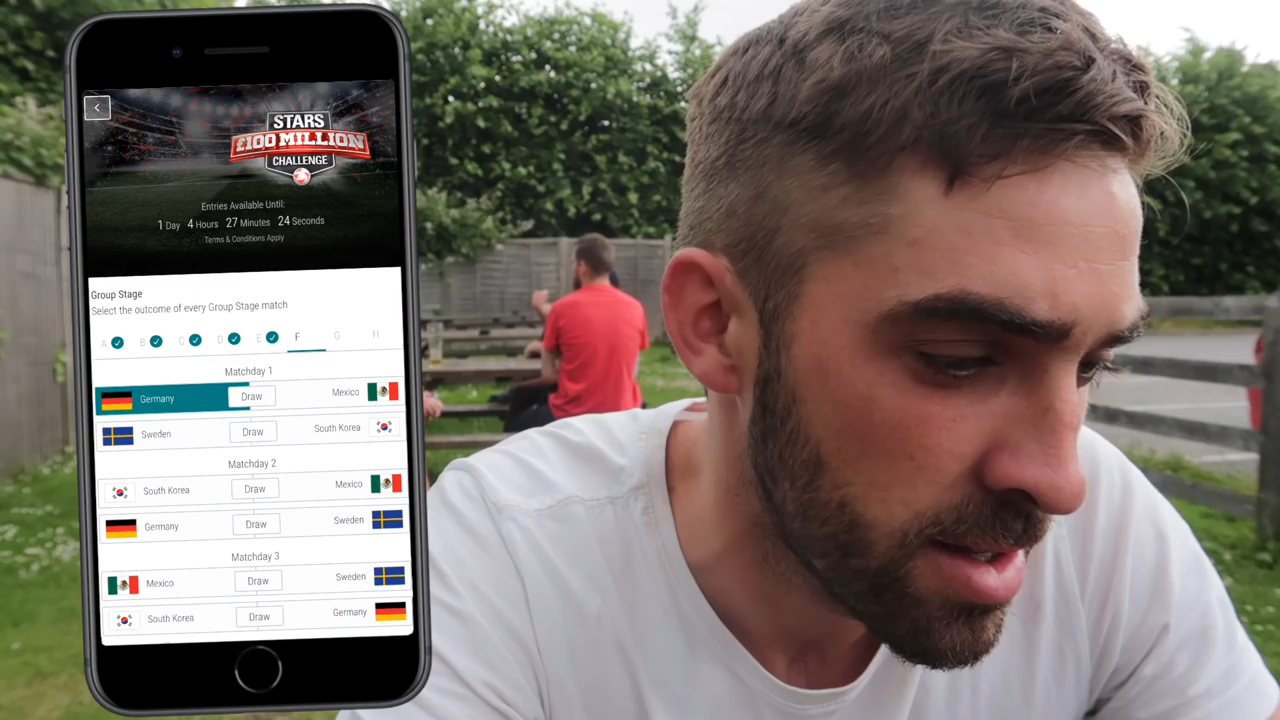 STARS
£100 MILLION
CHALLENGE
Entries Available Until:
1 Day 4 Hours 27 Minutes 24 Seconds
Terms & Conditions Apply
Group Stage
Select the outcome of every Group Stage match
A B C D E F G H
Matchday 1
Germany Draw Mexico
Sweden Draw South Korea
Matchday 2
South Korea Draw Mexico
Germany Draw Sweden
Matchday 3
Mexico Draw Sweden
South Korea Draw Germany